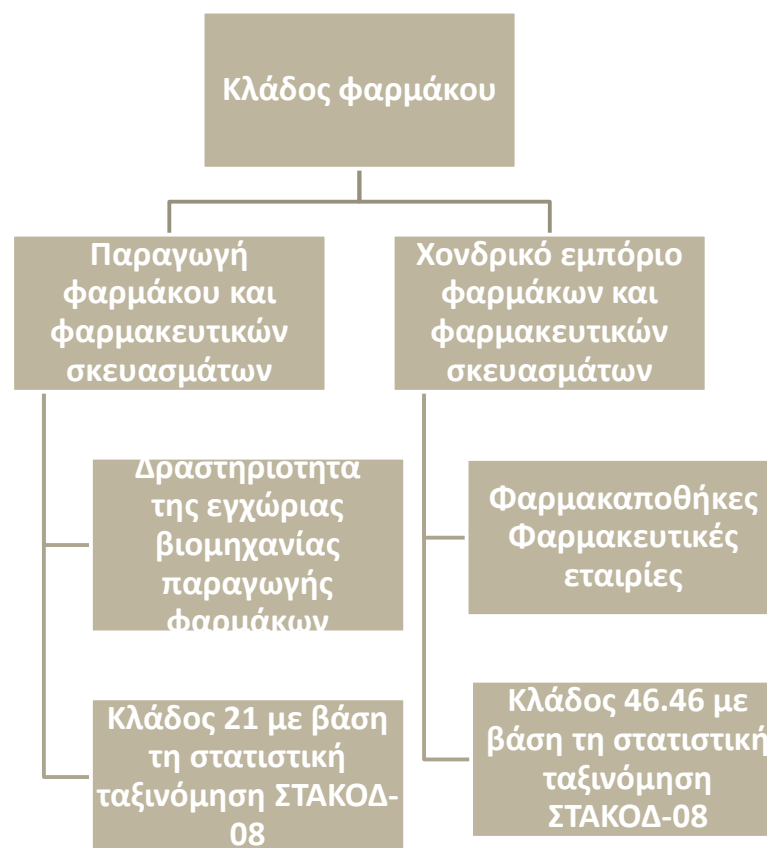 Κλάδος φαρμάκου
Παραγωγή
φαρμάκου και
φαρμακευτικών
σκευασμάτων
Χονδρικό εμπόριο
φαρμάκων και
φαρμακευτικών
σκευασμάτων
Δραστηριότητα
της εγχώριας
βιομηχανίας
παραγωγής
φαρμάκων
Φαρμακαποθήκες
Φαρμακευτικές
εταιρίες
Κλάδος 21 με βάση
τη στατιστική
ταξινόμηση ΣΤΑΚΟΔ-
08
Κλάδος 46.46 με
βάση τη στατιστική
ταξινόμηση
ΣΤΑΚΟΔ-08